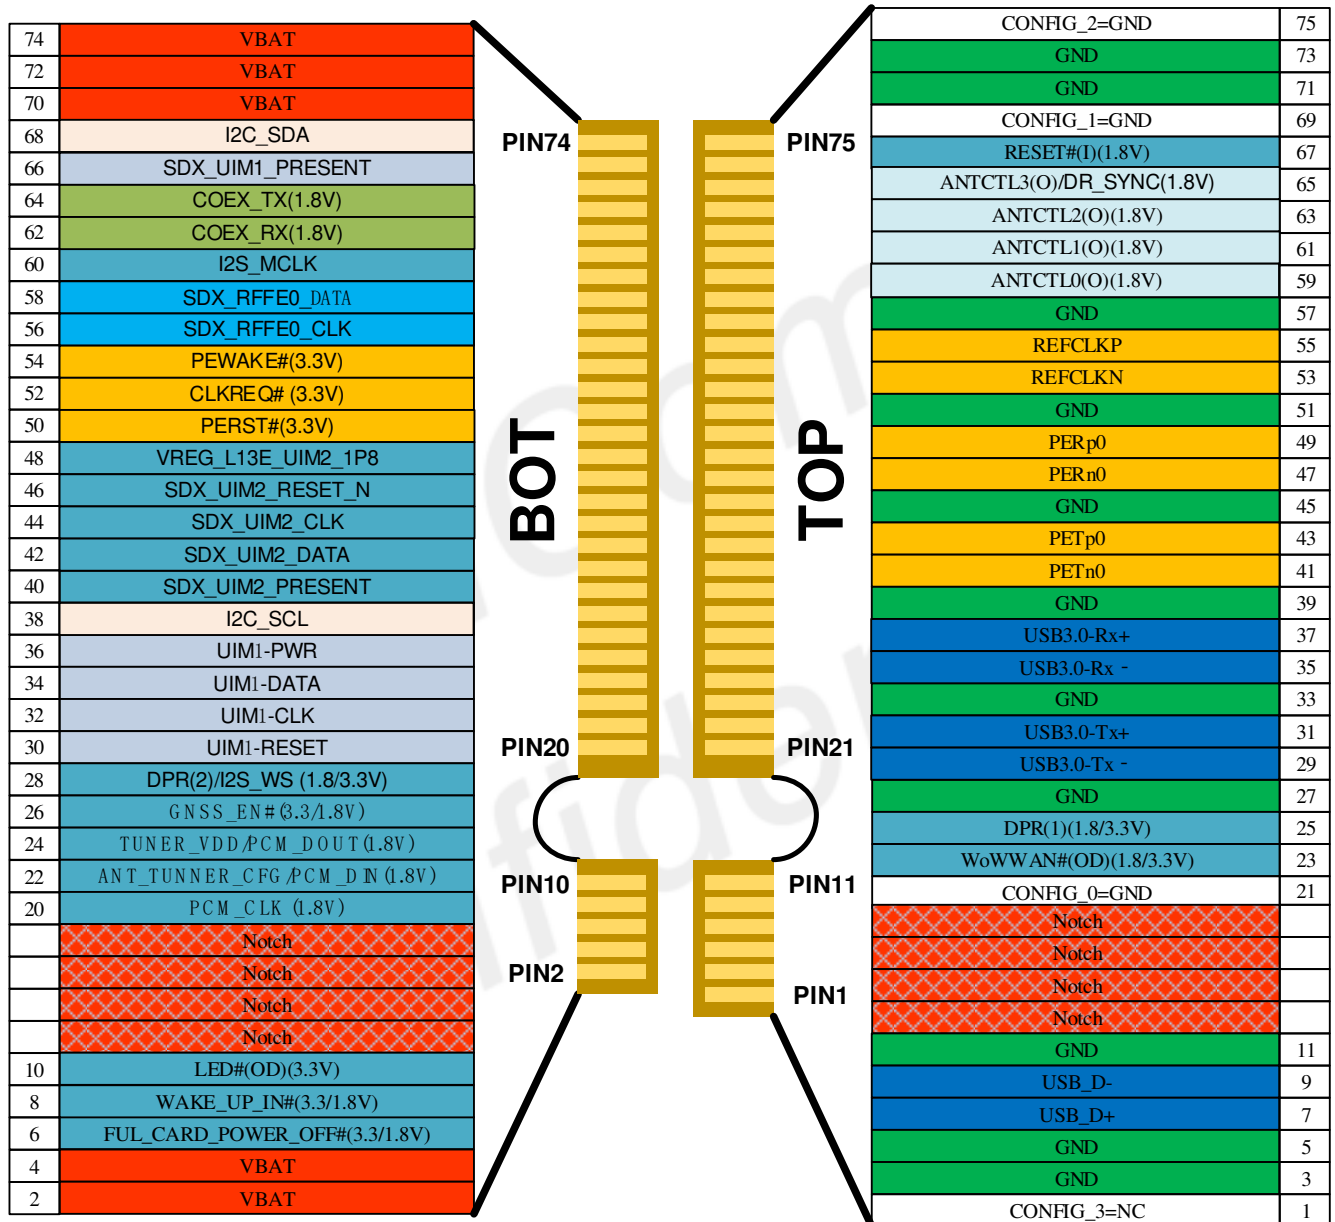 74 VBAT
72 VBAT
70 VBAT
68 I2C_SDA
66 SDX_UIM1_PRESENT
64 COEX_TX(1.8V)
62 COEX_RX(1.8V)
60 I2S_MCLK
58 SDX_RFFE0_DATA
56 SDX_RFFE0_CLK
54 PEWAKE#(3.3V)
52 CLKREQ# (3.3V)
50 PERST#(3.3V)
48 VREG_L13E_UIM2_1P8
46 SDX_UIM2_RESET_N
44 SDX_UIM2_CLK
42 SDX_UIM2_DATA
40 SDX_UIM2_PRESENT
38 I2C_SCL
36 UIM1-PWR
34 UIM1-DATA
32 UIM1-CLK
30 UIM1-RESET
28 DPR(2)/I2S_WS (1.8/3.3V)
26 GNSS_EN#(3.3/1.8V)
24 TUNER_VDD/PCM_DOUT(1.8V)
22 ANT_TUNNER_CFG/PCM_DIN(1.8V)
20 PCM_CLK (1.8V)
Notch
Notch
Notch
Notch
10 LED#(OD)(3.3V)
8 WAKE_UP_IN#(3.3/1.8V)
6 FUL_CARD_POWER_OFF#(3.3/1.8V)
4 VBAT
2 VBAT
PIN74
BOT
PIN20
PIN10
PIN2
PIN75
TOP
PIN21
PIN11
PIN1
CONFIG_2=GND 75
GND 73
GND 71
CONFIG_1=GND 69
RESET#(I)(1.8V) 67
ANTCTL3(O)/DR_SYNC(1.8V) 65
ANTCTL2(O)(1.8V) 63
ANTCTL1(O)(1.8V) 61
ANTCTL0(O)(1.8V) 59
GND 57
REFCLKP 55
REFCLKN 53
GND 51
PERp0 49
PERn0 47
GND 45
PETp0 43
PETn0 41
GND 39
USB3.0-Rx+ 37
USB3.0-Rx - 35
GND 33
USB3.0-Tx+ 31
USB3.0-Tx - 29
GND 27
DPR(1)(1.8/3.3V) 25
WoWWAN#(OD)(1.8/3.3V) 23
CONFIG_0=GND 21
Notch
Notch
Notch
Notch
GND 11
USB_D- 9
USB_D+ 7
GND 5
GND 3
CONFIG_3=NC 1